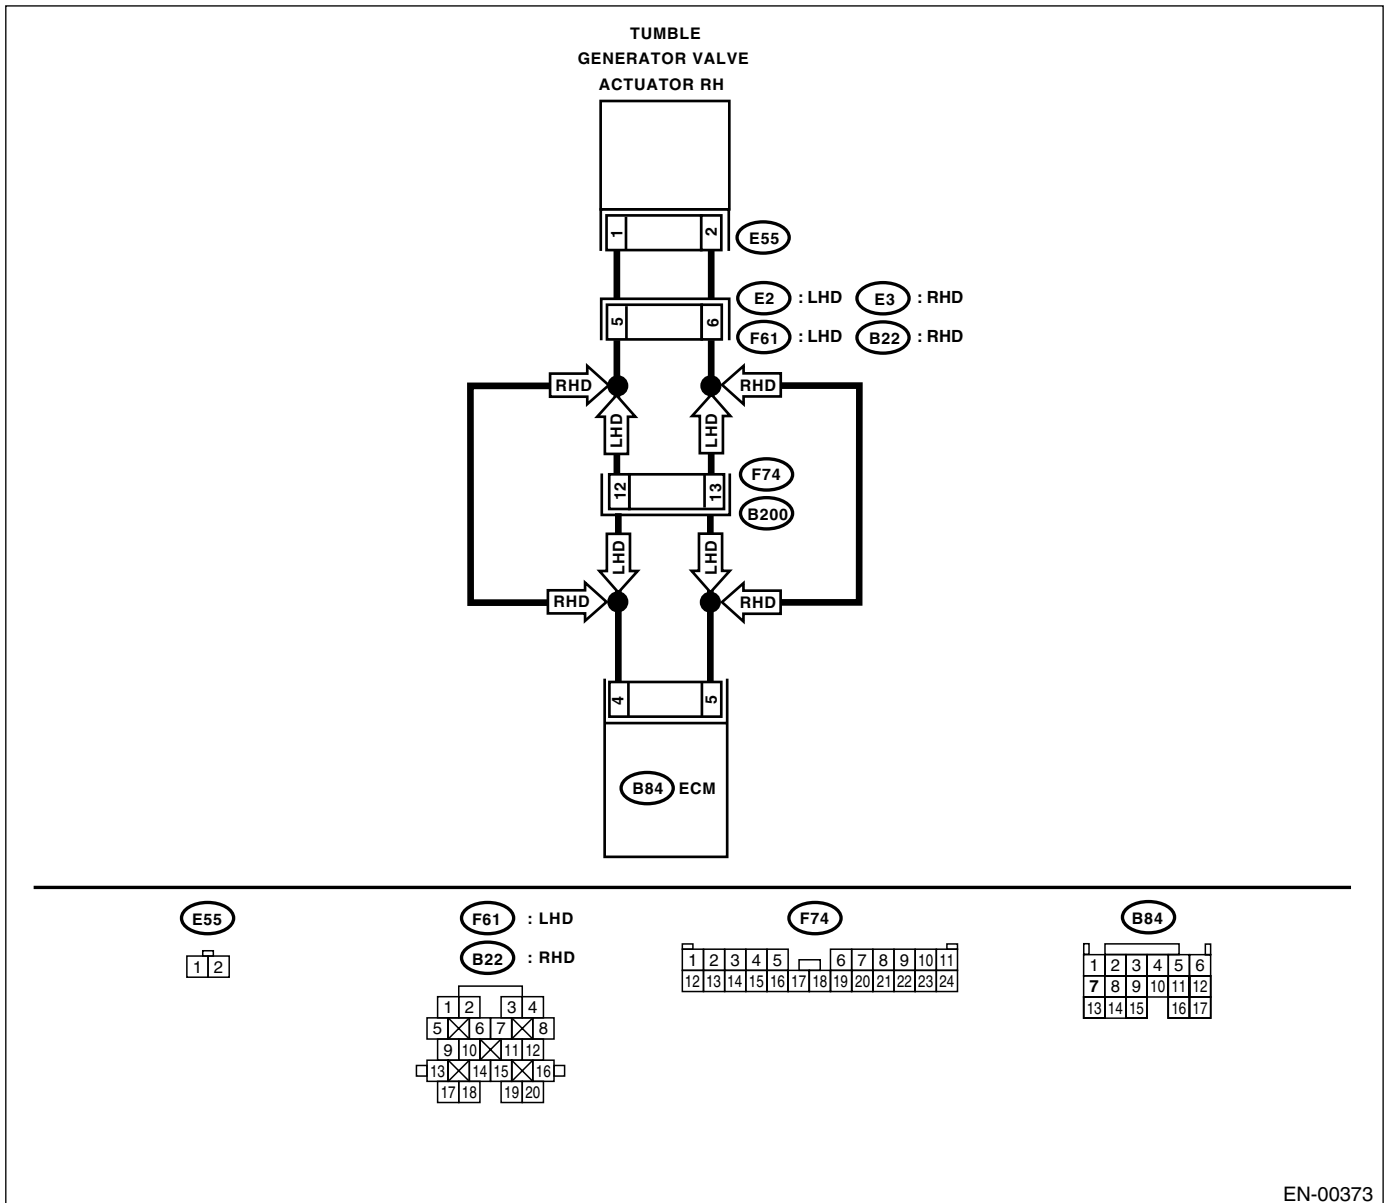 TUMBLE
GENERATOR VALVE
ACTUATOR RH
1 2
E55
E2 : LHD E3 : RHD
5 6
F61 : LHD B22 : RHD
RHD RHD
LHD LHD
F74
12 13
B200
LHD LHD
RHD RHD
4 5
B84 ECM
E55
1 2
F61 : LHD
B22 : RHD
1 2 3 4
5 6 7 8
9 10 11 12
13 14 15 16
17 18 19 20
F74
1 2 3 4 5 6 7 8 9 10 11
12 13 14 15 16 17 18 19 20 21 22 23 24
B84
1 2 3 4 5 6
7 8 9 10 11 12
13 14 15 16 17
EN-00373